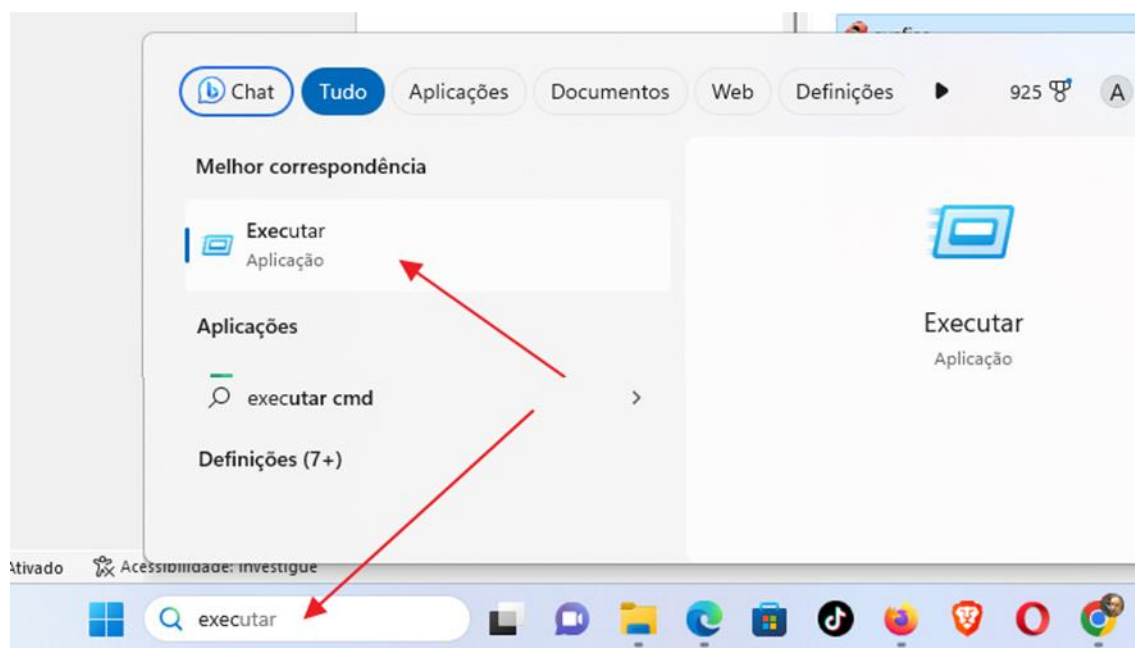 Chat Tudo Aplicações Documentos Web Definições 925 A
Melhor correspondência
Executar
Aplicação
Executar
Aplicação
Aplicações
executar cmd
Definições (7+)
Ativado Acessibilidade: Investigue
executar